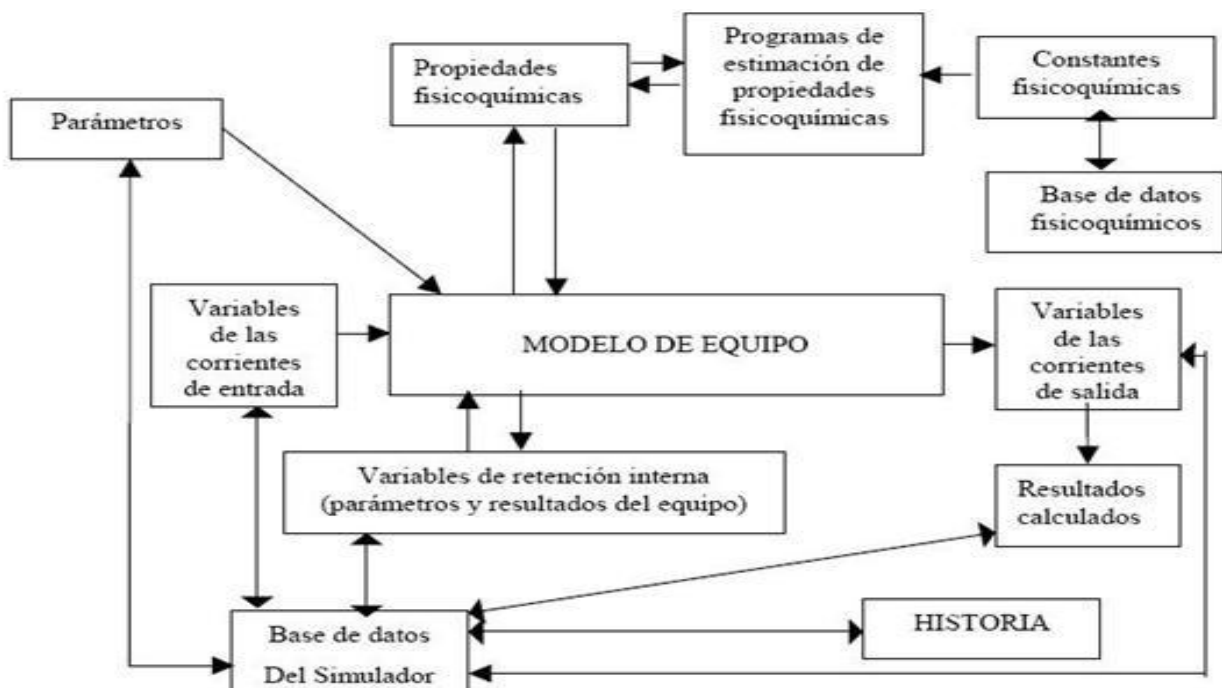 Propiedades
fisicoquímicas
Programas de
estimación de
propiedades
fisicoquímicas
Constantes
fisicoquímicas
Parámetros
Base de datos
fisicoquímicos
Variables
de las
corrientes
de entrada
MODELO DE EQUIPO
Variables
de las
corrientes
de salida
Variables de retención interna
(parámetros y resultados del equipo)
Resultados
calculados
Base de datos
Del Simulador
HISTORIA